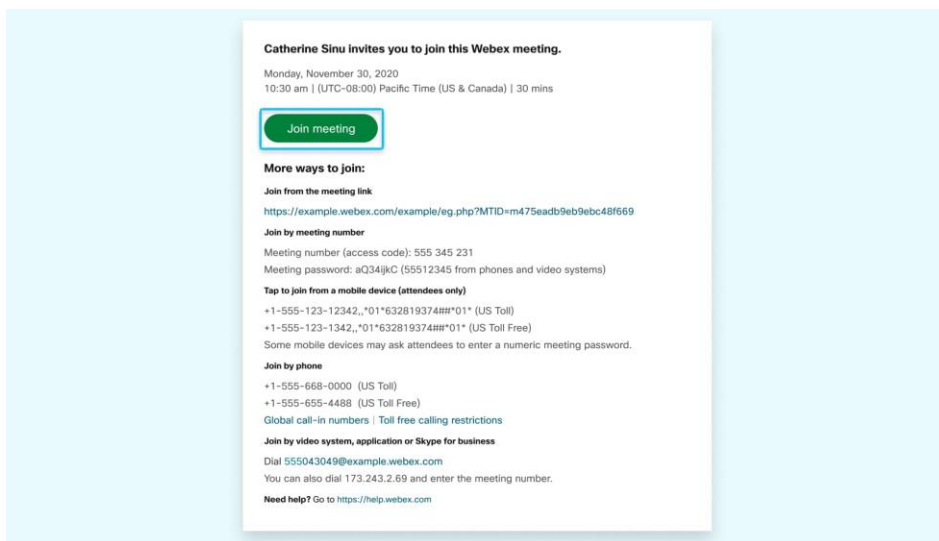 Catherine Sinu invites you to join this Webex meeting.
Monday, November 30, 2020
10:30 am | (UTC-08:00) Pacific Time (US & Canada) | 30 mins
Join meeting
More ways to join:
Join from the meeting link
https://example.webex.com/example/eg.php?MTID=m475eadb9eb9ebc48f669
Join by meeting number
Meeting number (access code): 555 345 231
Meeting password: aQ34ijkC (55512345 from phones and video systems)
Tap to join from a mobile device (attendees only)
+1-555-123-12342,,*01*632819374##*01* (US Toll)
+1-555-123-1342,,*01*632819374##*01* (US Toll Free)
Some mobile devices may ask attendees to enter a numeric meeting password.
Join by phone
+1-555-668-0000 (US Toll)
+1-555-655-4488 (US Toll Free)
Global call-in numbers | Toll free calling restrictions
Join by video system, application or Skype for business
Dial 555043049@example.webex.com
You can also dial 173.243.2.69 and enter the meeting number.
Need help? Go to https://help.webex.com